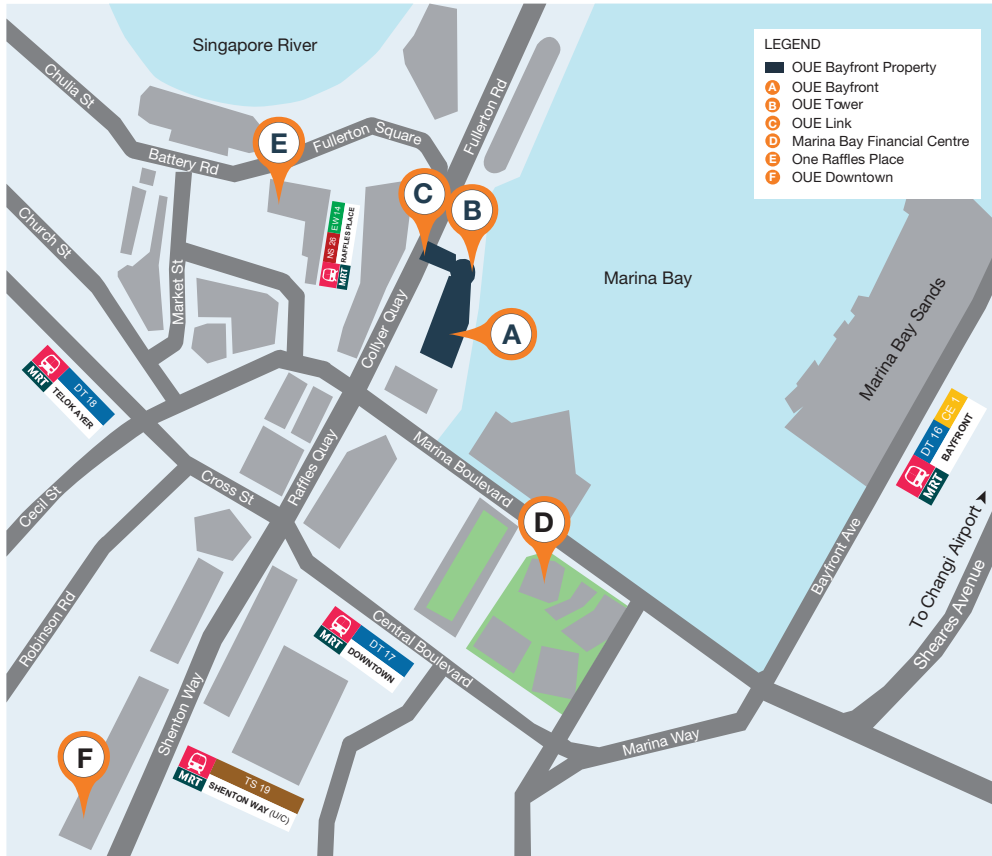 Singapore River
LEGEND
OUE Bayfront Property
A OUE Bayfront
B OUE Tower
C OUE Link
D Marina Bay Financial Centre
E One Raffles Place
F OUE Downtown
Chulia St
Battery Rd
Fullerton Square
Fullerton Rd
E
C
B
A
D
F
Church St
Market St
MRT
NS 26 EW14
RAFFLES PLACE
Collyer Quay
Marina Bay
Marina Bay Sands
MRT
DT 18
TELOK AYER
MRT
DT 16 CE 1
BAYFRONT
Marina Boulevard
Raffles Quay
Cross St
Cecil St
Robinson Rd
Bayfront Ave
To Changi Airport
Sheares Avenue
MRT
DT 17
DOWNTOWN
Central Boulevard
Shenton Way
Marina Way
MRT
TS 19
SHENTON WAY (U/C)